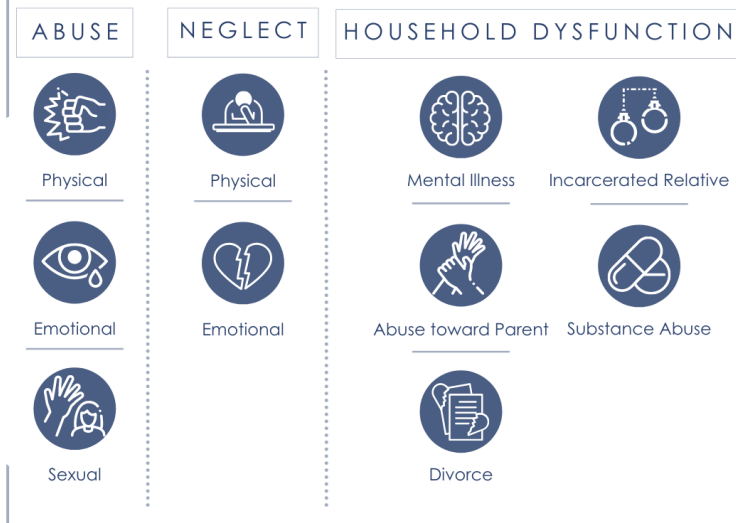 ABUSE
NEGLECT
HOUSEHOLD DYSFUNCTION
Physical
Emotional
Sexual
Physical
Emotional
Mental Illness
Incarcerated Relative
Abuse toward Parent
Substance Abuse
Divorce